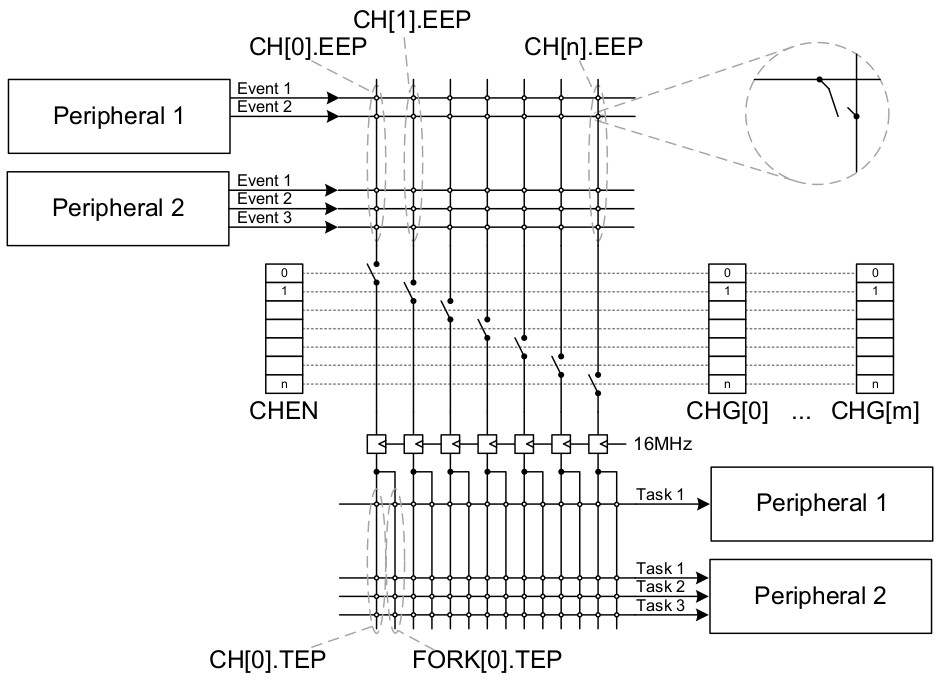 CH[1].EEP
CH[0].EEP
CH[n].EEP
Peripheral 1
Event 1
Event 2
Peripheral 2
Event 1
Event 2
Event 3
0
0
0
1
1
1
n
n
n
CHEN
CHG[0] ... CHG[m]
16MHz
Task 1
Peripheral 1
Task 1
Task 2
Task 3
Peripheral 2
CH[0].TEP
FORK[0].TEP